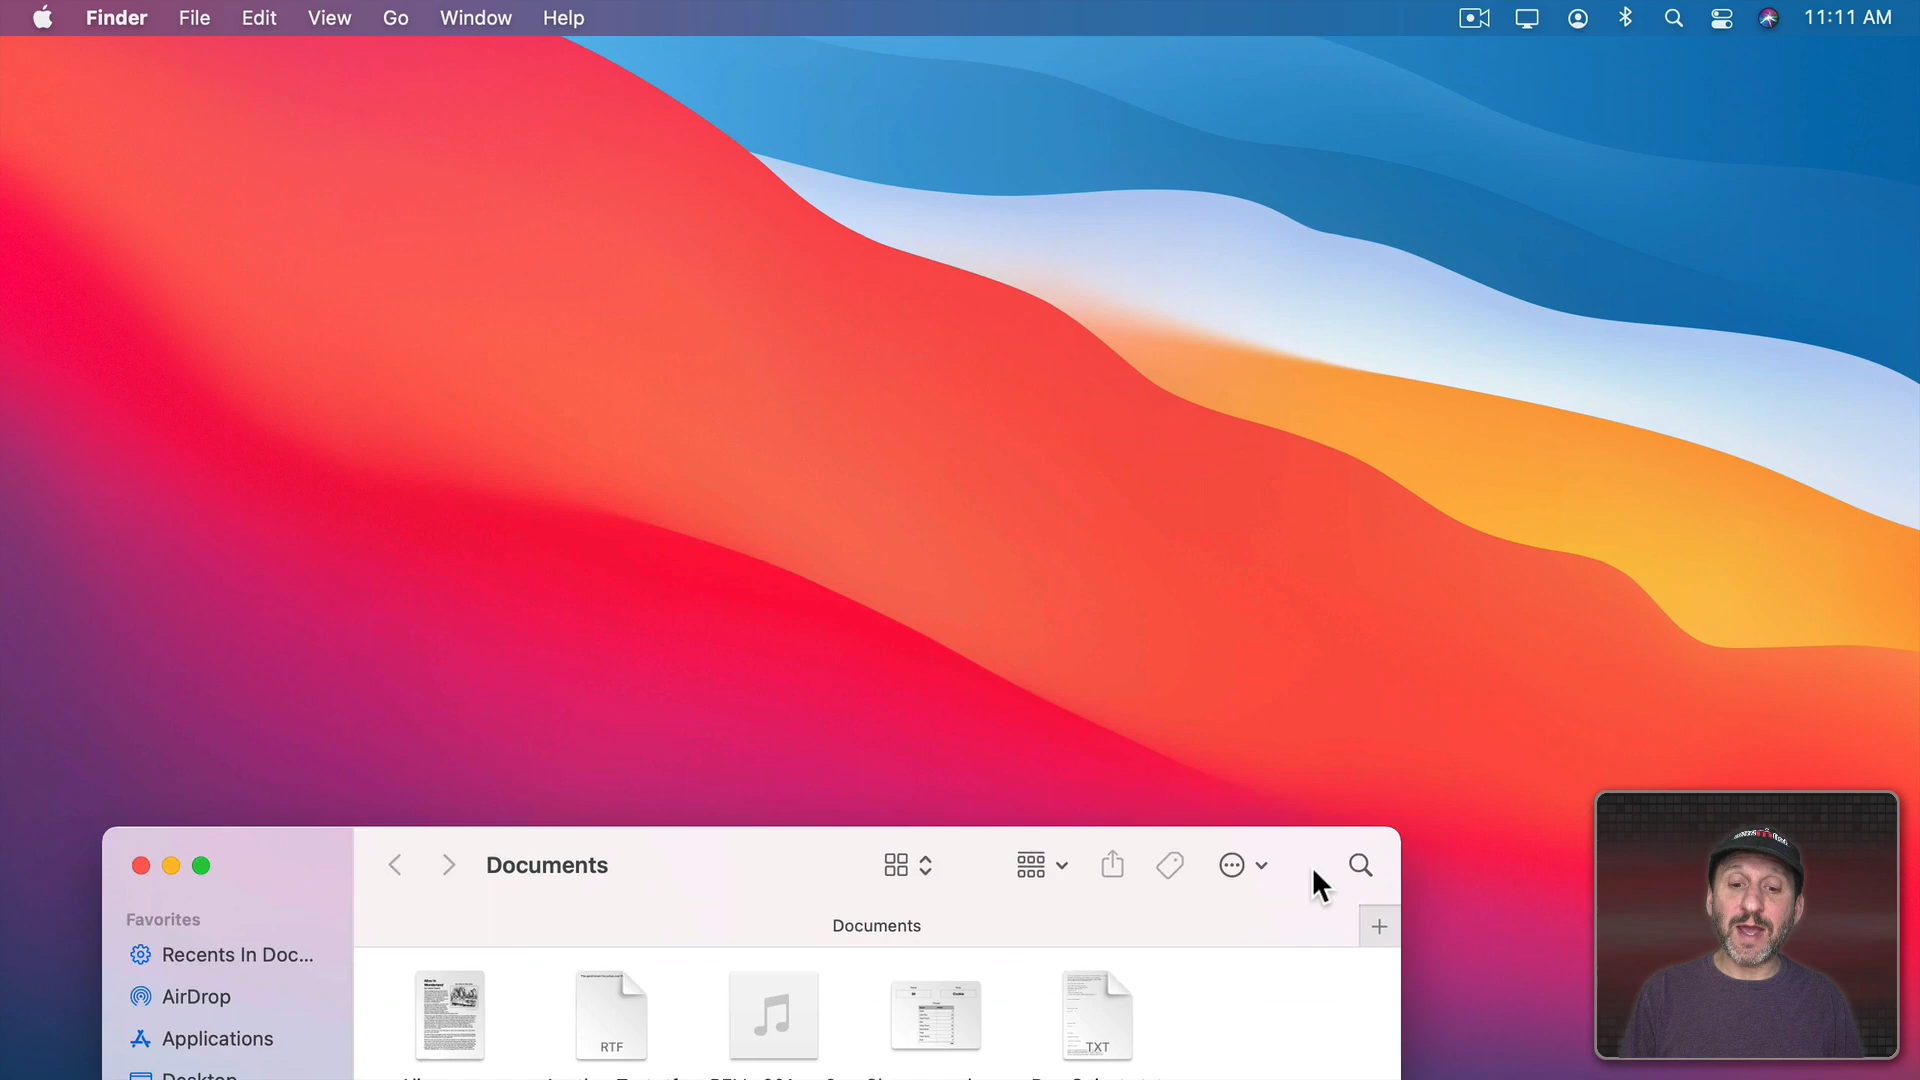 Finder File Edit View Go Window Help 11:11 AM
Documents
Favorites
Documents
Recents In Doc...
AirDrop
RTF
TXT
Applications
Desktop